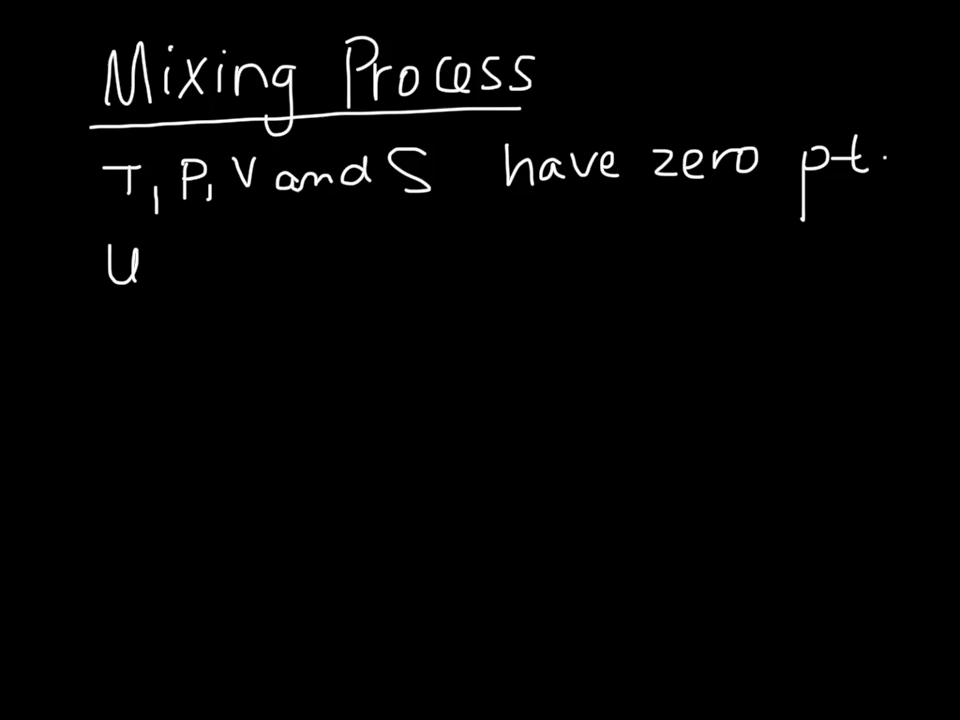 Mixing Process
T, P, V and S have zero pt.
U